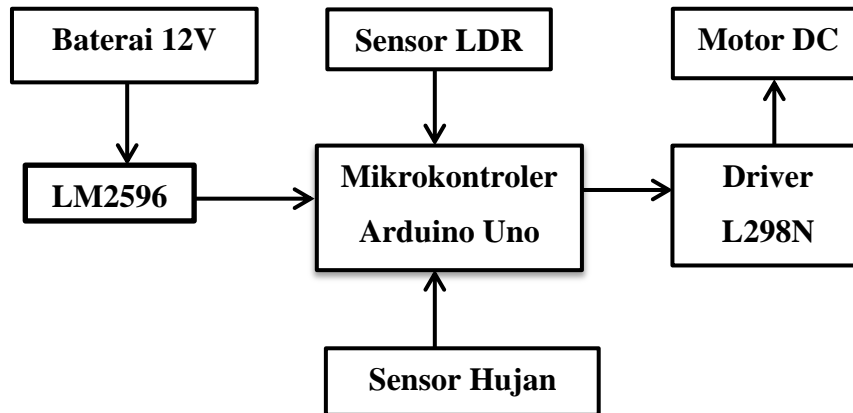 Baterai 12V
Sensor LDR
Motor DC
LM2596
Mikrokontroler
Arduino Uno
Driver
L298N
Sensor Hujan